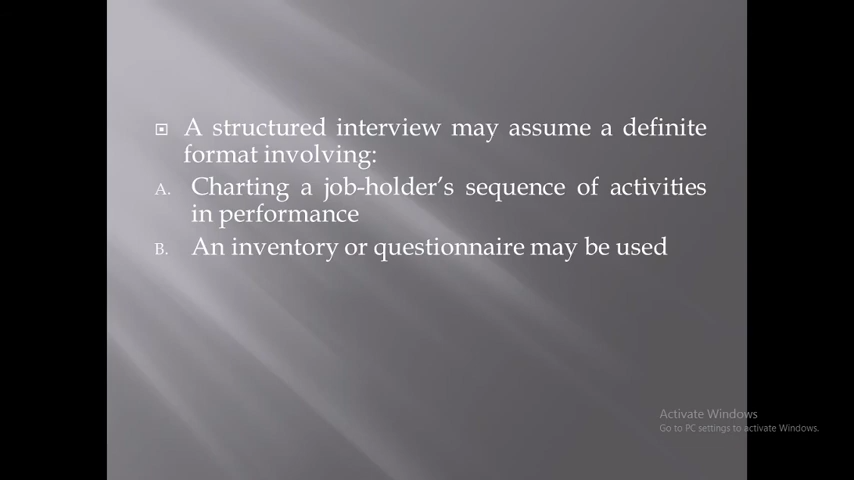 A structured interview may assume a definite
format involving:
A. Charting a job-holder's sequence of activities
in performance
B. An inventory or questionnaire may be used
Activate Windows
Go to PC settings to activate Windows.